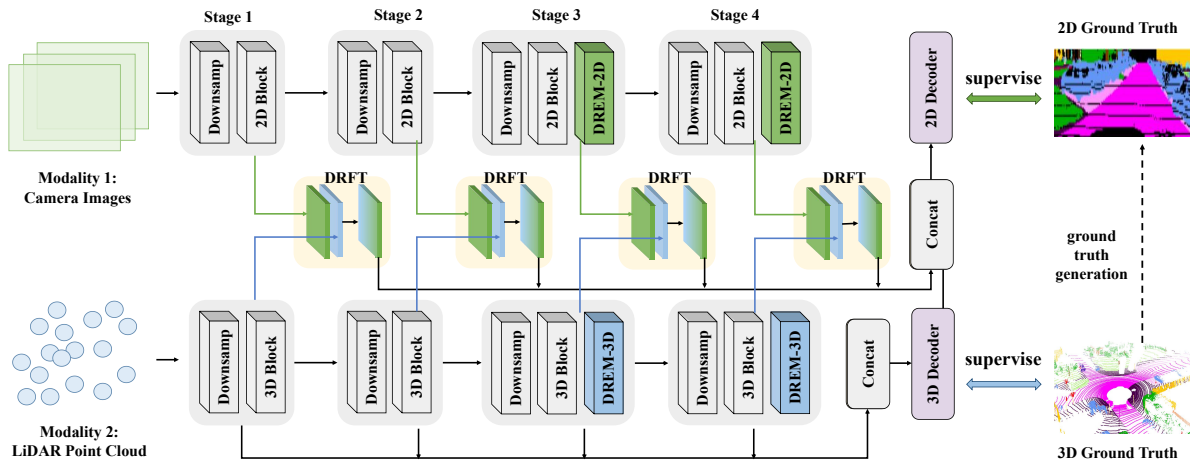 Stage 1
Stage 2
Stage 3
Stage 4
2D Ground Truth
Downsamp
2D Block
Downsamp
2D Block
Downsamp
2D Block
DREM-2D
Downsamp
2D Block
DREM-2D
2D Decoder
supervise
Modality 1:
Camera Images
DRFT
DRFT
DRFT
DRFT
Concat
ground
truth
generation
Downsamp
3D Block
Downsamp
3D Block
Downsamp
3D Block
DREM-3D
Downsamp
3D Block
DREM-3D
Concat
3D Decoder
supervise
Modality 2:
LiDAR Point Cloud
3D Ground Truth